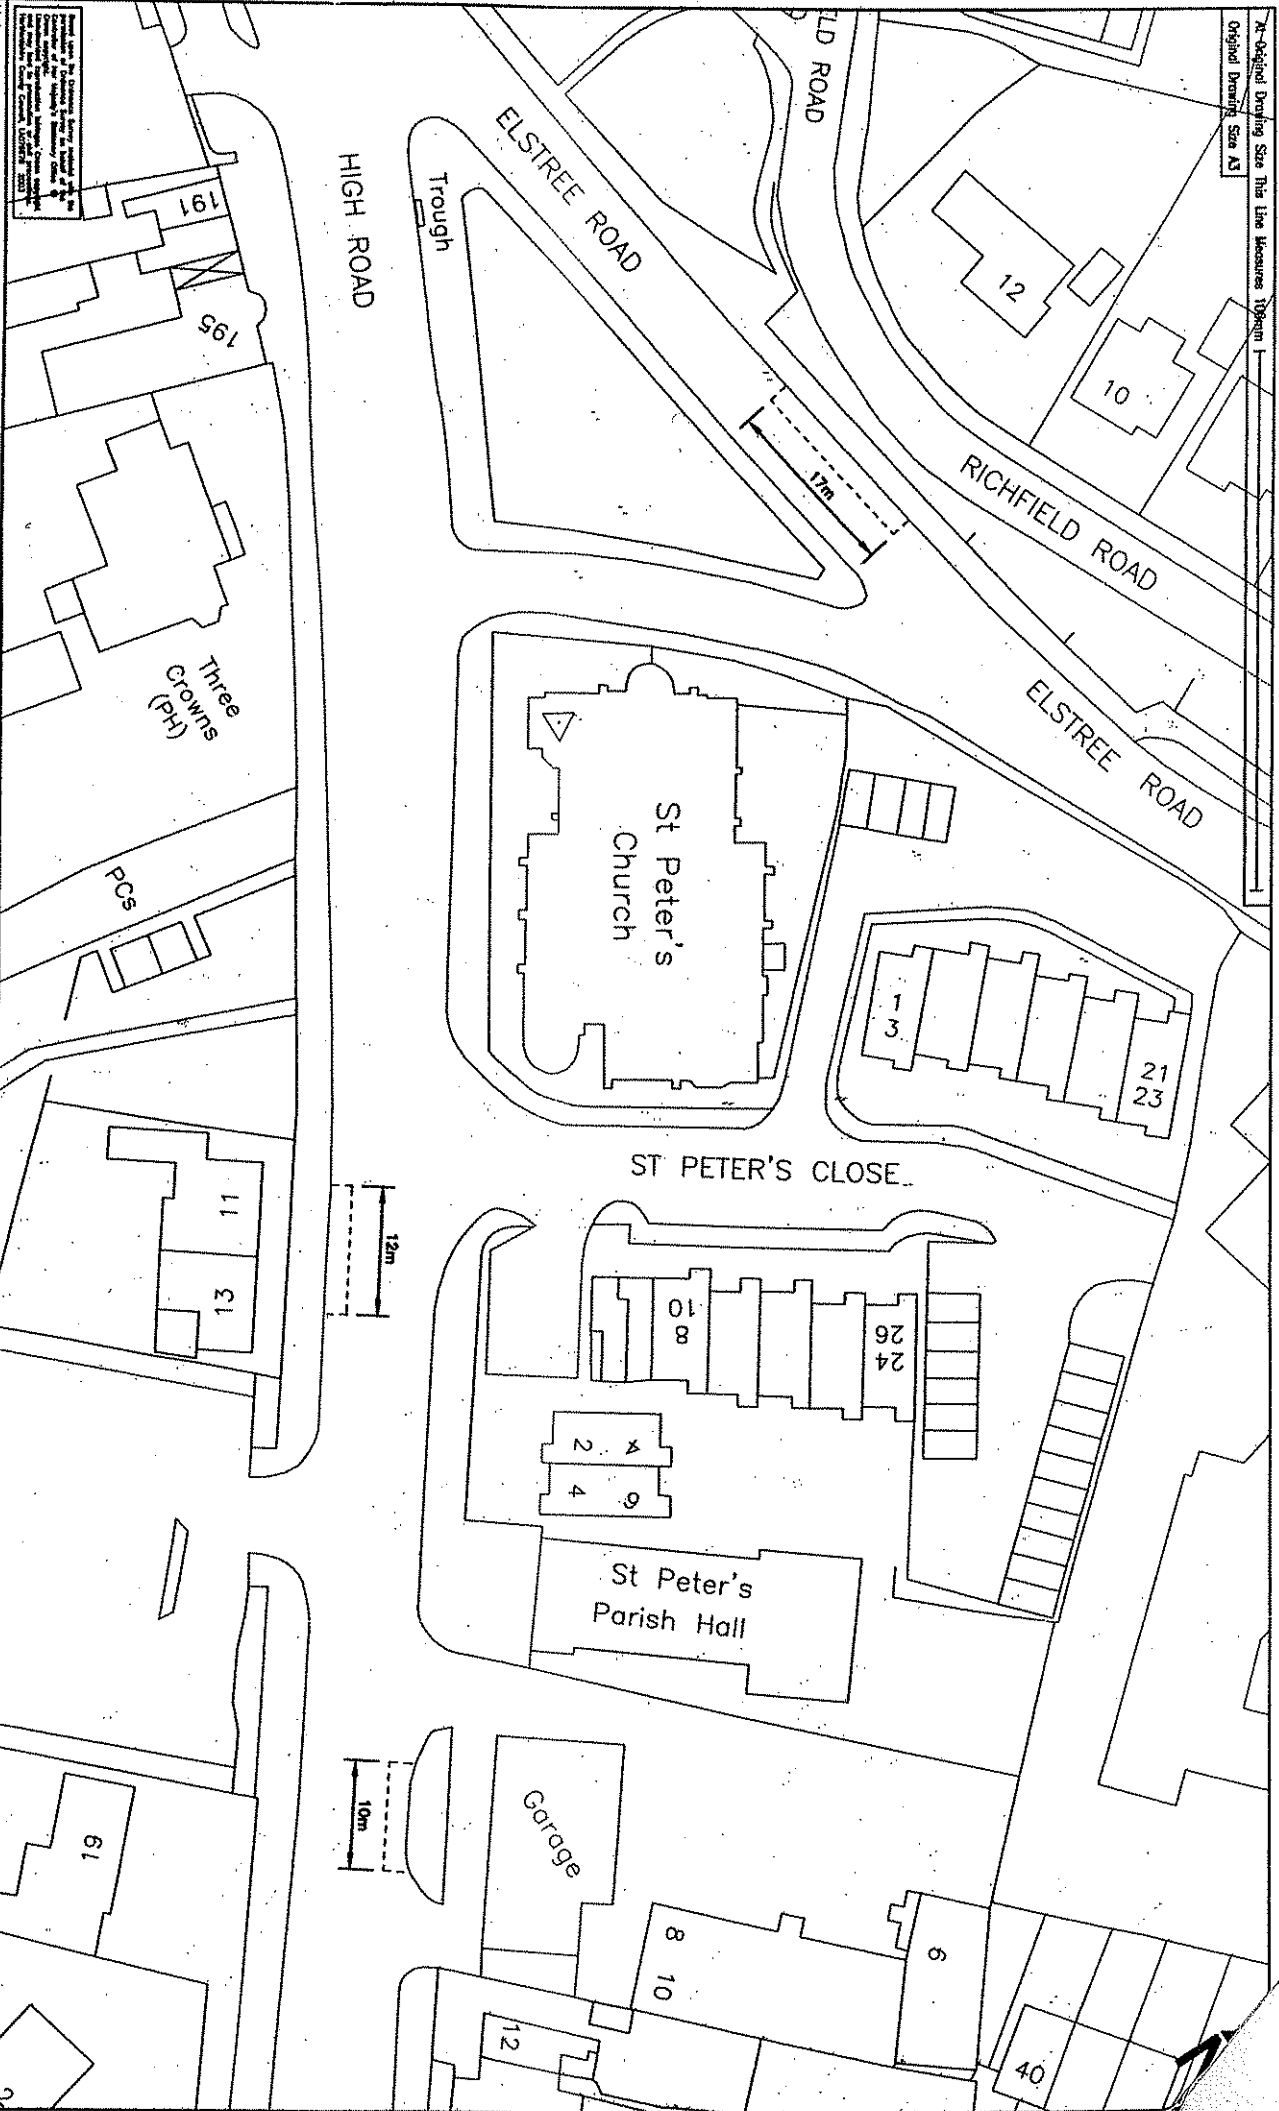 At Original Drawing Size This Line Measures 108mm
Original Drawing Size A3
ELD ROAD
ELSTREE ROAD
HIGH ROAD
Trough
191
195
12
10
RICHFIELD ROAD
17m
ELSTREE ROAD
Three
Crowns
(PH)
St Peter's
Church
PCs
1
3
21
23
ST PETER'S CLOSE
11
13
12m
10
8
26
24
2
4
4
6
St Peter's
Parish Hall
Garage
10m
19
8
10
6
12
40
2